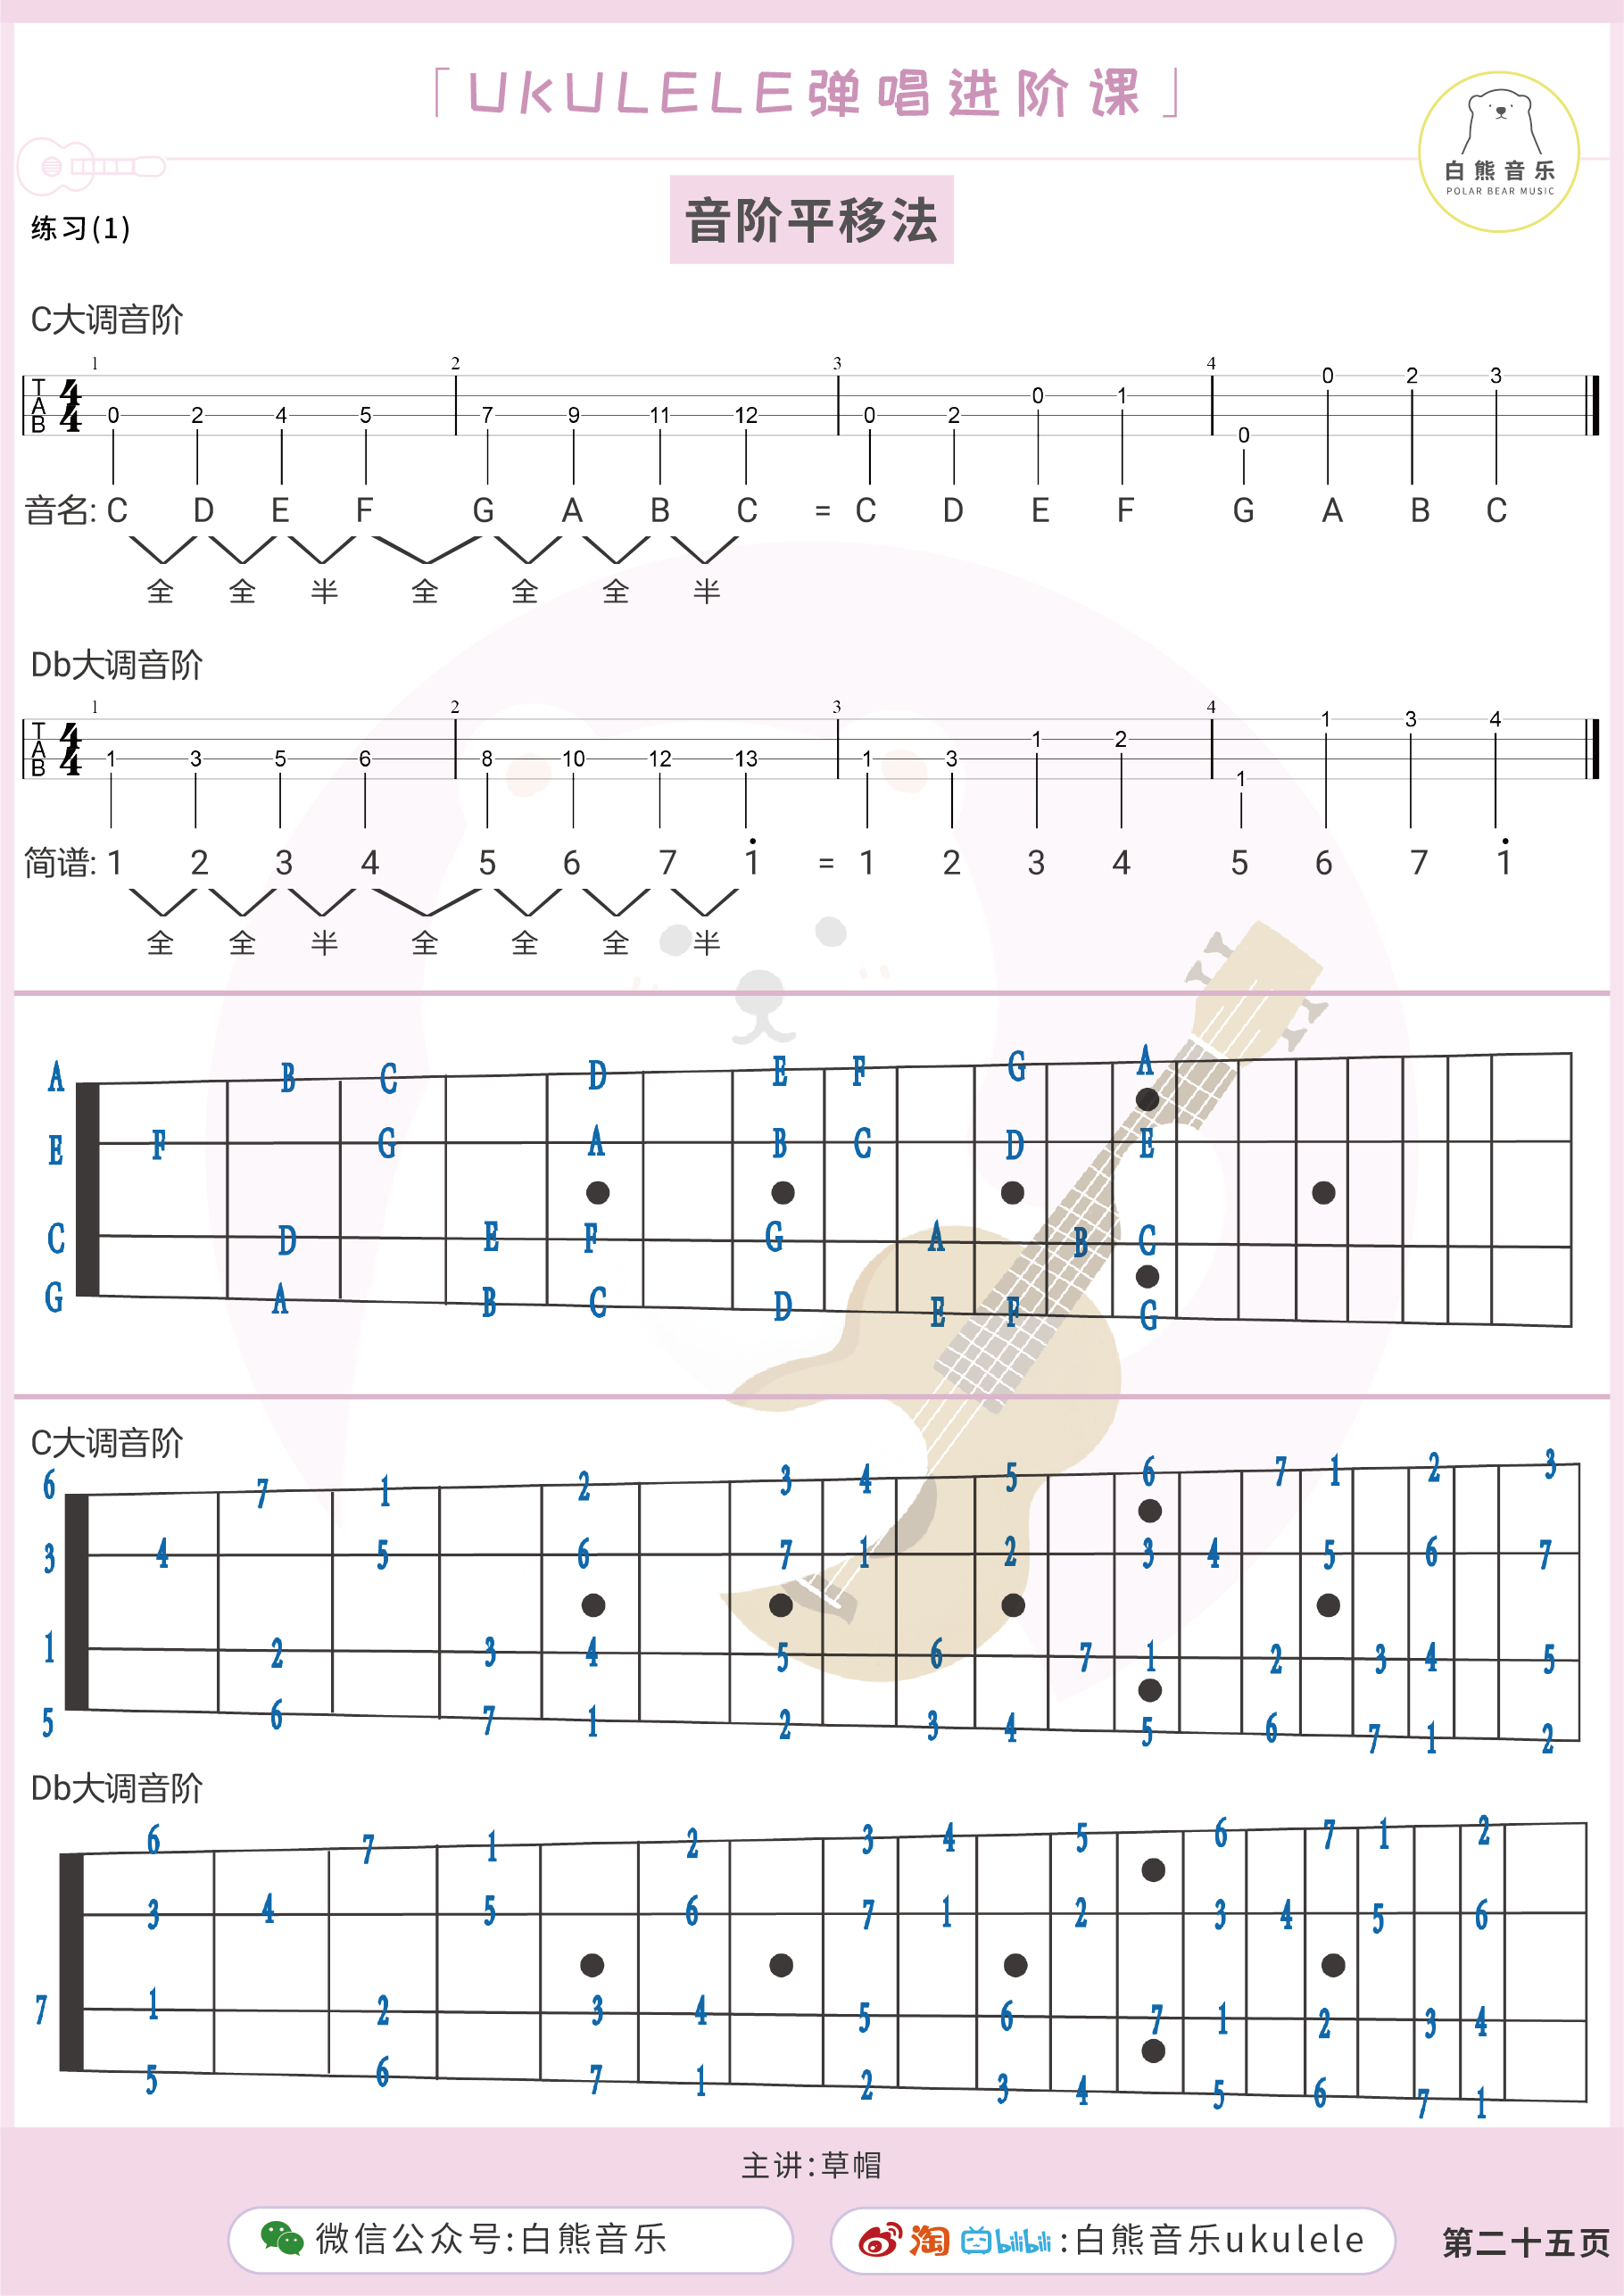 「UKULELE弹唱进阶课」
白熊音乐
POLAR BEAR MUSIC
音阶平移法
练习(1)
C大调音阶
1 2 3 4
T A B 4 4
0 2 4 5 7 9 11 12 0 2 0 1 0 0 2 3
音名: C D E F G A B C = C D E F G A B C
全 全 半 全 全 全 半
Db大调音阶
1 2 3 4
T A B 4 4
1 3 5 6 8 10 12 13 1 3 1 2 1 1 3 4
简谱: 1 2 3 4 5 6 7 1̇ = 1 2 3 4 5 6 7 1̇
全 全 半 全 全 全 半
A B C D E F G A
E F G A B C D E
C D E F G A B C
G A B C D E F G
C大调音阶
6 7 1 2 3 4 5 6 7 1 2 3
3 4 5 6 7 1 2 3 4 5 6 7
1 2 3 4 5 6 7 1 2 3 4 5
5 6 7 1 2 3 4 5 6 7 1 2
Db大调音阶
6 7 1 2 3 4 5 6 7 1 2
3 4 5 6 7 1 2 3 4 5 6
7 1 2 3 4 5 6 7 1 2 3 4
5 6 7 1 2 3 4 5 6 7 1
主讲:草帽
微信公众号:白熊音乐
淘 bilibili :白熊音乐ukulele
第二十五页